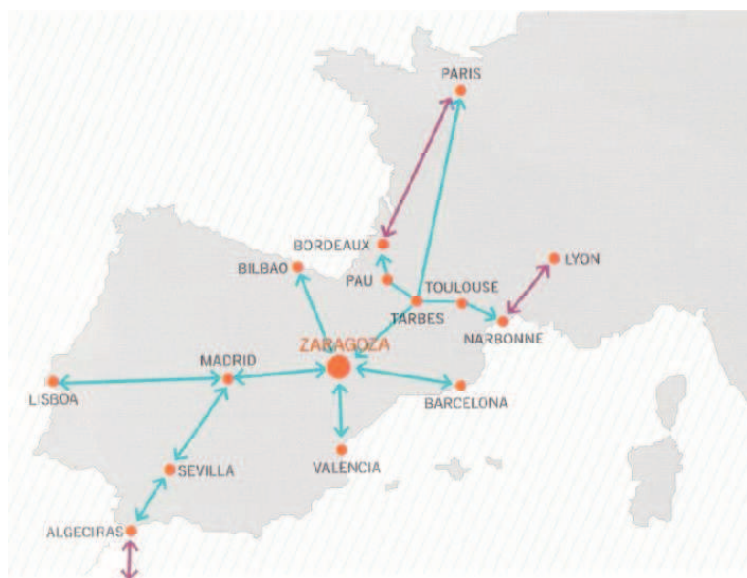 PARIS
BORDEAUX
LYON
BILBAO
PAU
TOULOUSE
TARBES
NARBONNE
ZARAGOZA
MADRID
LISBOA
BARCELONA
SEVILLA
VALENCIA
ALGECIRAS